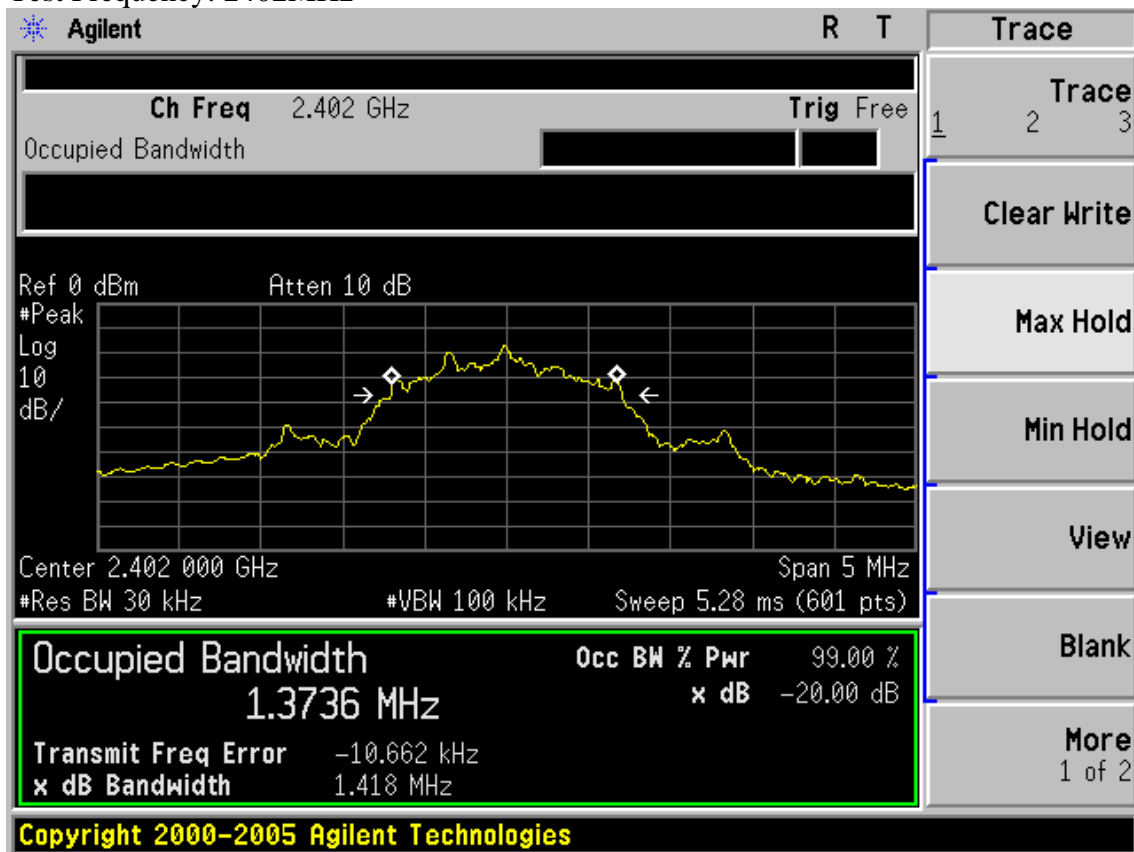 Agilent R T Trace
Ch Freq 2.402 GHz Trig Free
Occupied Bandwidth
Trace
1 2 3
Clear Write
Max Hold
Min Hold
View
Blank
More
1 of 2
Ref 0 dBm Atten 10 dB
#Peak
Log
10
dB/
Center 2.402 000 GHz Span 5 MHz
#Res BW 30 kHz #VBW 100 kHz Sweep 5.28 ms (601 pts)
Occupied Bandwidth Occ BW % Pwr 99.00 %
1.3736 MHz x dB -20.00 dB
Transmit Freq Error -10.662 kHz
x dB Bandwidth 1.418 MHz
Copyright 2000-2005 Agilent Technologies